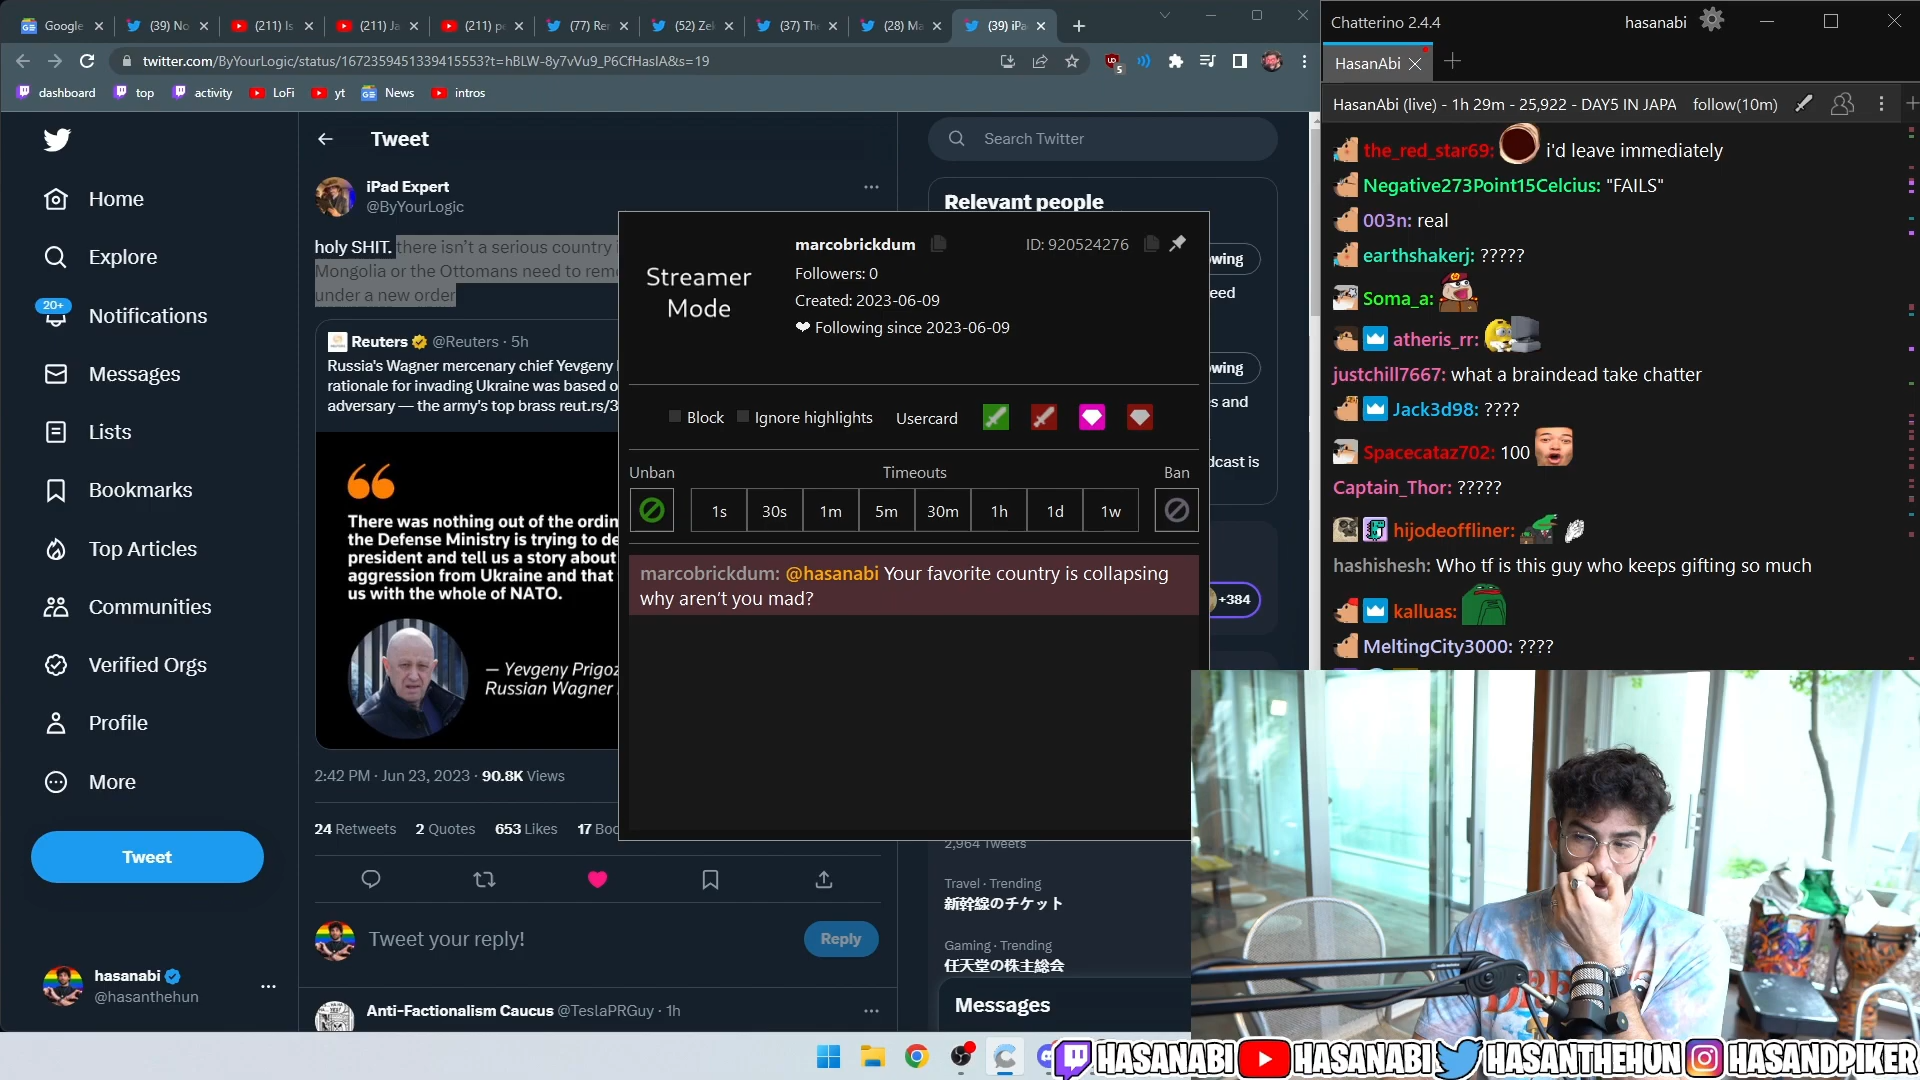 Google
(39) No
(211) Is
(211) Ja
(211) pe
(77) Rer
(52) Zel
(37) Th
(28) Ma
(39) iPa
twitter.com/ByYourLogic/status/1672359451339415553?t=hBLW-8y7vVu9_P6CfHasIA&s=19
5
dashboard
top
activity
LoFi
yt
News
intros
Home
Explore
20+
Notifications
Messages
Lists
Bookmarks
Top Articles
Communities
Verified Orgs
Profile
More
Tweet
hasanabi
@hasanthehun
Tweet
iPad Expert
@ByYourLogic
holy SHIT. there isn't a serious country
Mongolia or the Ottomans need to
under a new order
Reuters @Reuters · 5h
Russia's Wagner mercenary chief Yevgeny
rationale for invading Ukraine was based
adversary — the army's top brass reut.rs/3
There was nothing out of the
the Defense Ministry is trying to
president and tell us a story about
aggression from Ukraine and that
us with the whole of NATO.
— Yevgeny
Russian Wagner
2:42 PM · Jun 23, 2023 · 90.8K Views
24 Retweets 2 Quotes 653 Likes 17
Tweet your reply!
Reply
Anti-Factionalism Caucus @TeslaPRGuy · 1h
Search Twitter
Relevant people
+384
2,964 Tweets
Travel · Trending
新幹線のチケット
Gaming · Trending
任天堂の株主総会
Messages
Streamer
Mode
marcobrickdum
ID: 920524276
Followers: 0
Created: 2023-06-09
❤ Following since 2023-06-09
Block
Ignore highlights
Usercard
Unban
Timeouts
Ban
1s
30s
1m
5m
30m
1h
1d
1w
marcobrickdum: @hasanabi Your favorite country is collapsing
why aren't you mad?
Chatterino 2.4.4
hasanabi
HasanAbi
HasanAbi (live) - 1h 29m - 25,922 - DAY5 IN JAPA
follow(10m)
the_red_star69: i'd leave immediately
Negative273Point15Celcius: "FAILS"
003n: real
earthshakerj: ?????
Soma_a:
atheris_rr:
justchill7667: what a braindead take chatter
Jack3d98: ????
Spacecataz702: 100
Captain_Thor: ?????
hijodeoffliner:
hashishesh: Who tf is this guy who keeps gifting so much
kalluas:
MeltingCity3000: ????
HASANABI
HASANABI
HASANTHEHUN
HASANDPIKER